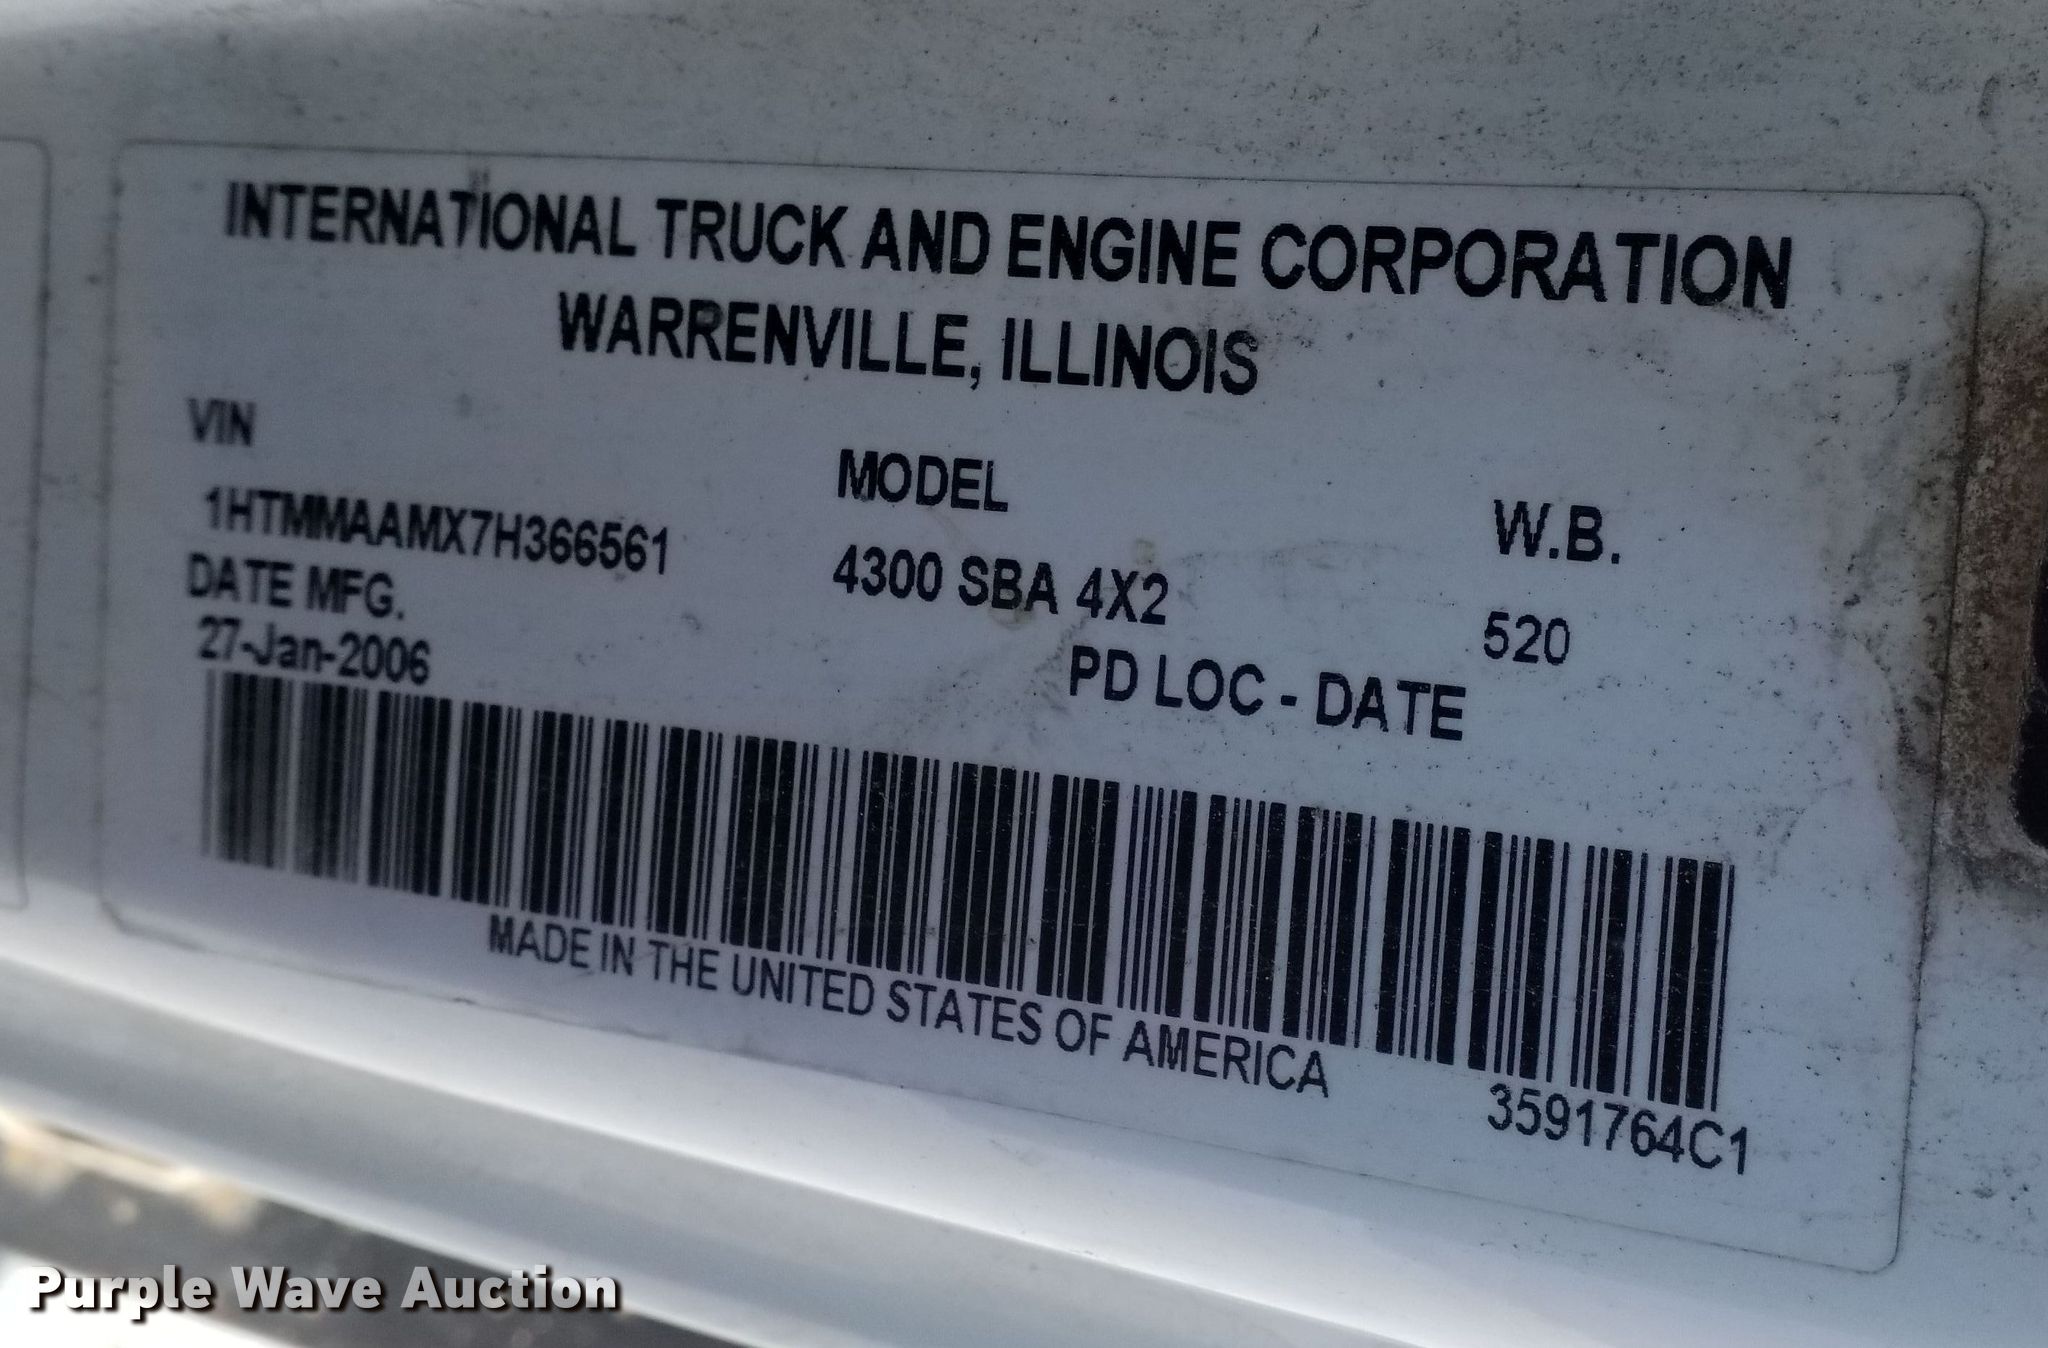 INTERNATIONAL TRUCK AND ENGINE CORPORATION
WARRENVILLE, ILLINOIS
VIN MODEL W.B.
1HTMMAAMX7H366561 4300 SBA 4X2 520
DATE MFG. PD LOC - DATE
27-Jan-2006
MADE IN THE UNITED STATES OF AMERICA
3591764C1
Purple Wave Auction